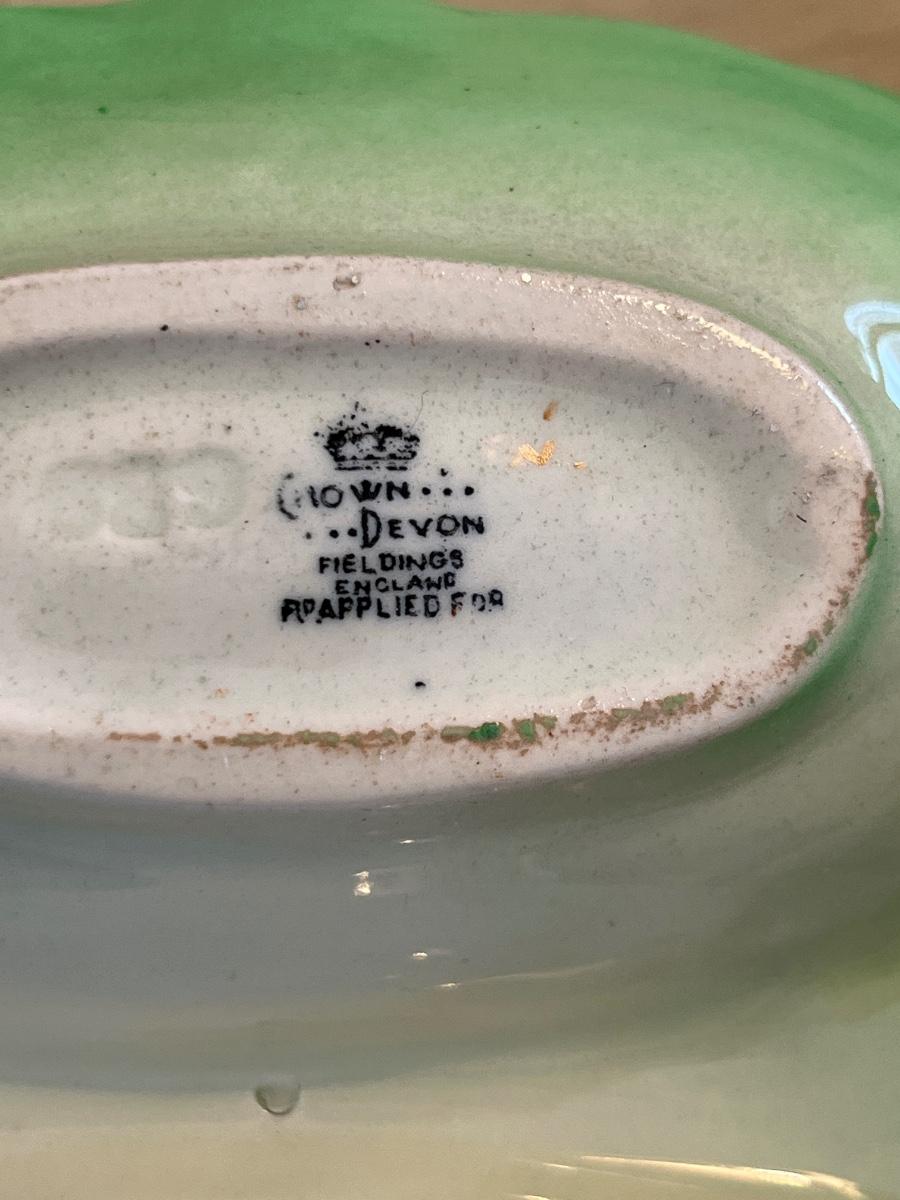 CROWN...
...DEVON
FIELDINGS
ENGLAND
RD APPLIED FOR